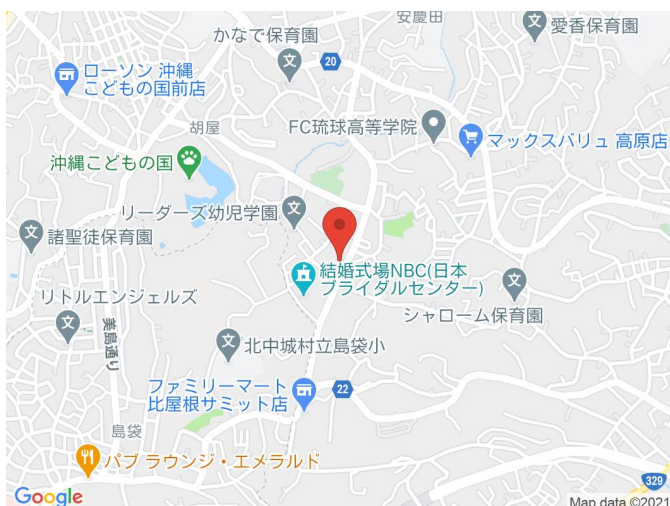 安慶田
かなで保育園
愛香保育園
20
ローソン 沖縄
こどもの国前店
FC琉球高等学院
胡屋
マックスバリュ 高原店
沖縄こどもの国
リーダーズ幼児学園
諸聖徒保育園
結婚式場NBC(日本
ブライダルセンター)
リトルエンジェルズ
シャローム保育園
美島通り
北中城村立島袋小
ファミリーマート
比屋根サミット店
22
島袋
パブ ラウンジ・エメラルド
329
Google
Map data ©2021
文
文
文
文
文
文